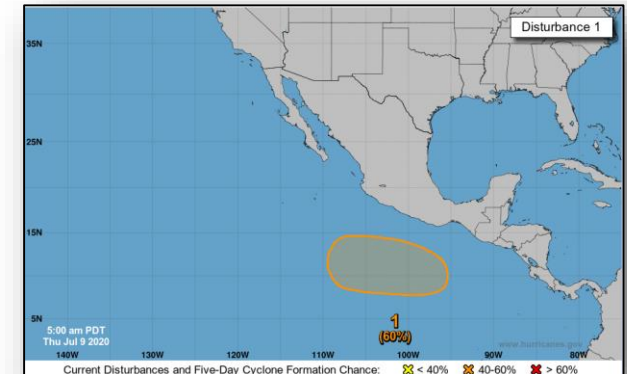 Disturbance 1
35N
25N
15N
5N
1
(60%)
5:00 am PDT
Thu Jul 9 2020
www.hurricanes.gov
140W 130W 120W 110W 100W 90W 80W
Current Disturbances and Five-Day Cyclone Formation Chance: < 40% 40-60% > 60%